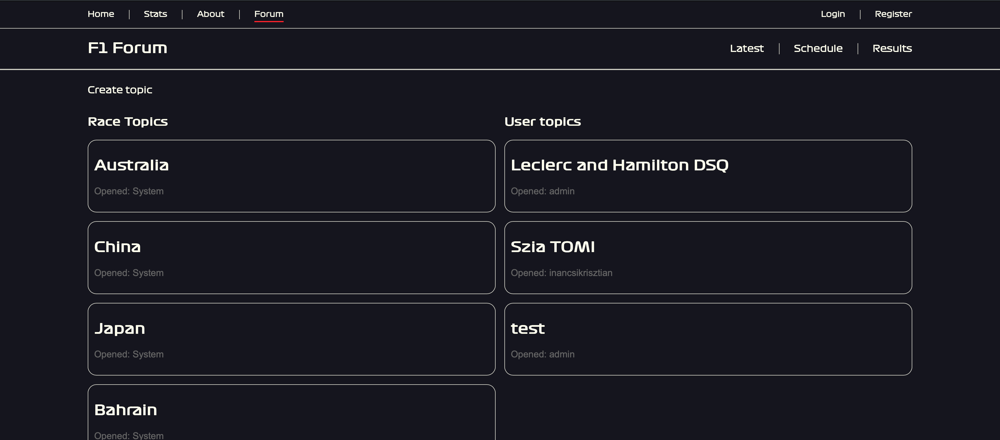 Home Stats About Forum Login Register
F1 Forum Latest Schedule Results
Create topic
Race Topics
Australia
Opened: System
China
Opened: System
Japan
Opened: System
Bahrain
Opened: System
User topics
Leclerc and Hamilton DSQ
Opened: admin
Szia TOMI
Opened: inancsikrisztian
test
Opened: admin